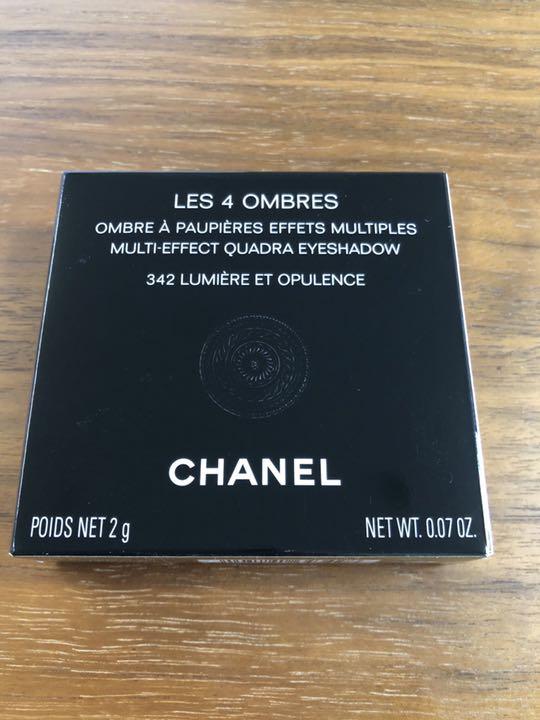 LES 4 OMBRES
OMBRE À PAUPIÈRES EFFETS MULTIPLES
MULTI-EFFECT QUADRA EYESHADOW
342 LUMIÈRE ET OPULENCE
CHANEL
POIDS NET 2 g NET WT. 0.07 OZ.